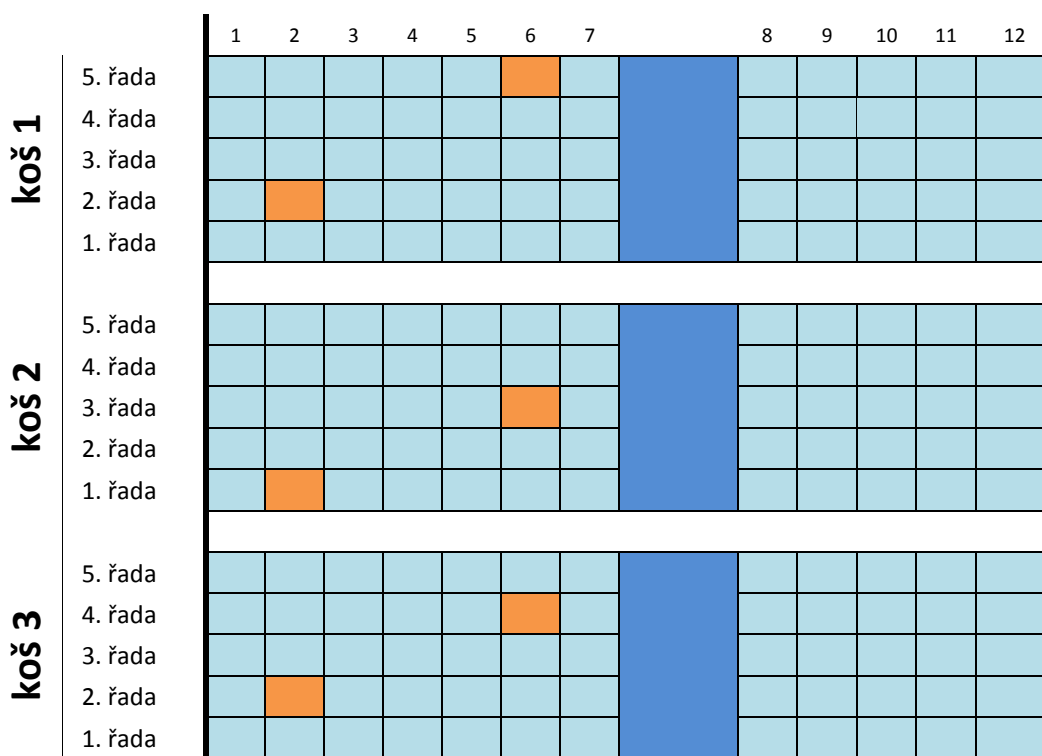 1 2 3 4 5 6 7 8 9 10 11 12
koš 1
5. řada
4. řada
3. řada
2. řada
1. řada
koš 2
5. řada
4. řada
3. řada
2. řada
1. řada
koš 3
5. řada
4. řada
3. řada
2. řada
1. řada